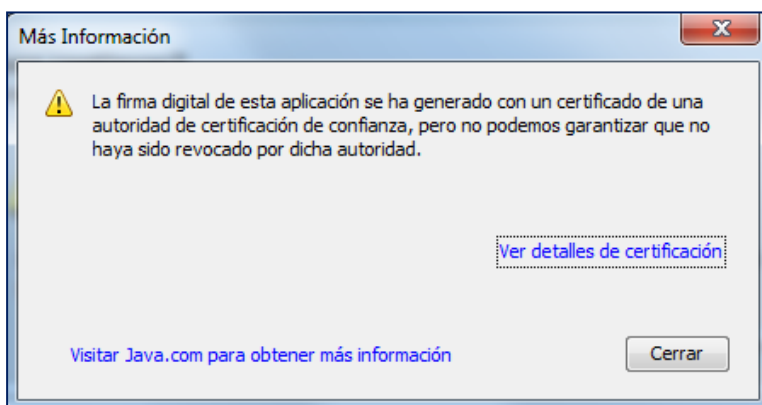 Más Información
La firma digital de esta aplicación se ha generado con un certificado de una
autoridad de certificación de confianza, pero no podemos garantizar que no
haya sido revocado por dicha autoridad.
Ver detalles de certificación
Visitar Java.com para obtener más información
Cerrar